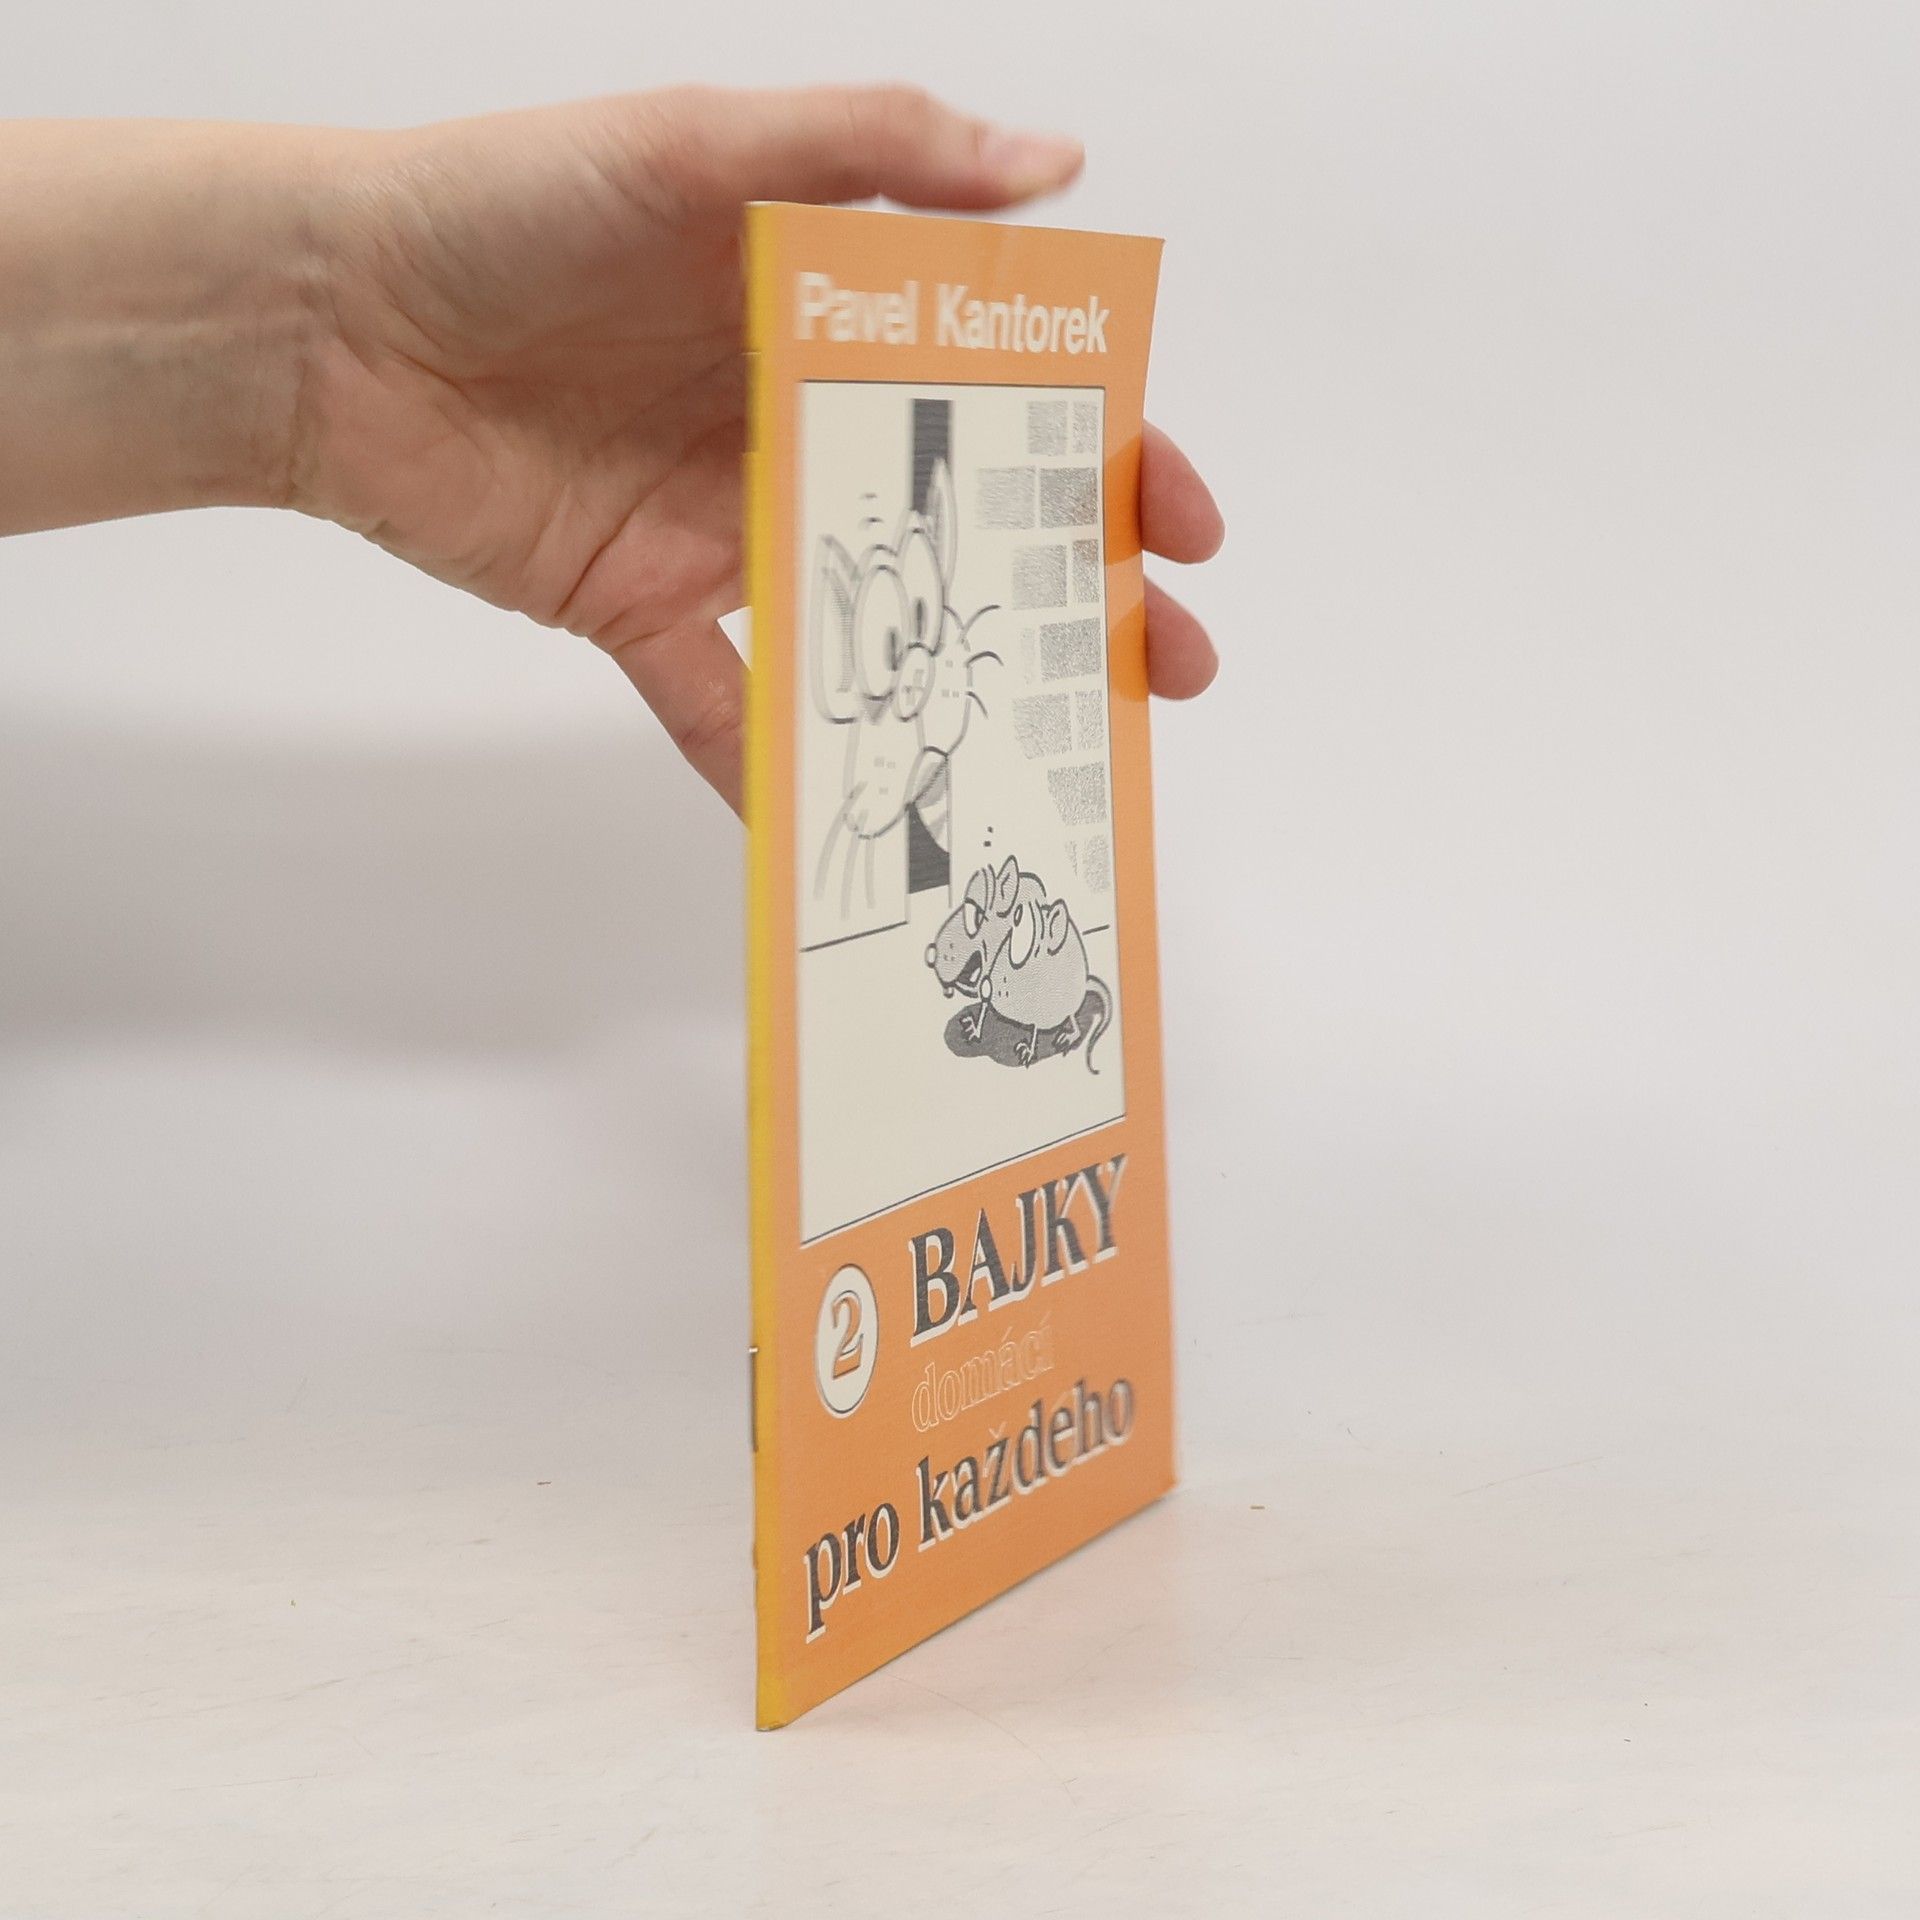 Pavel Kantorek
2 BAJKY
domácí
pro každého